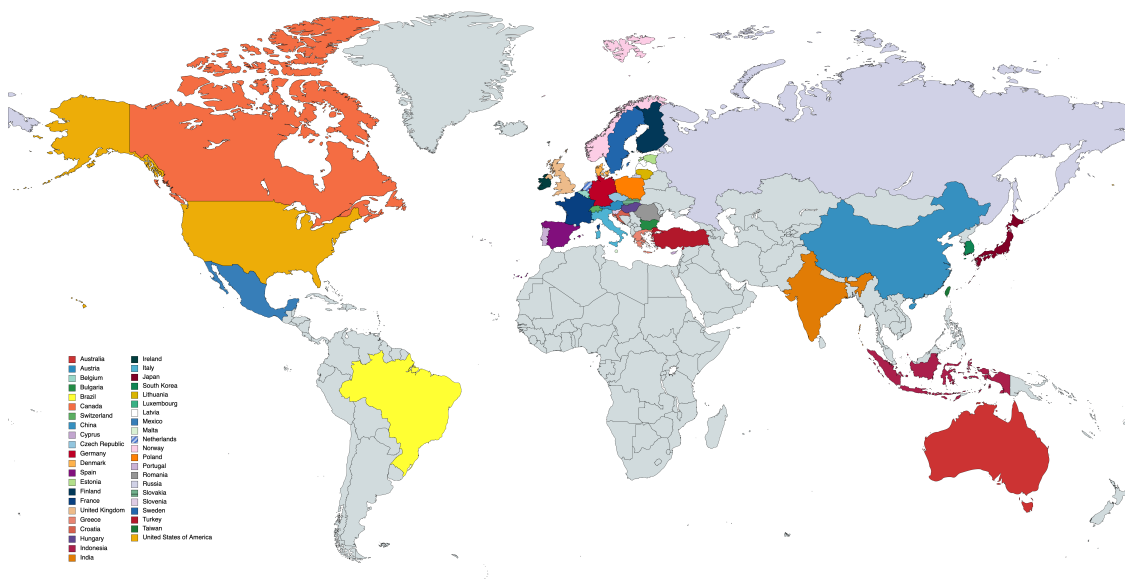 Australia
Austria
Belgium
Bulgaria
Brazil
Canada
Switzerland
China
Cyprus
Czech Republic
Germany
Denmark
Spain
Estonia
Finland
France
United Kingdom
Greece
Croatia
Hungary
Indonesia
India
Ireland
Italy
Japan
South Korea
Lithuania
Luxembourg
Latvia
Mexico
Malta
Netherlands
Norway
Poland
Portugal
Romania
Russia
Slovakia
Slovenia
Sweden
Turkey
Taiwan
United States of America